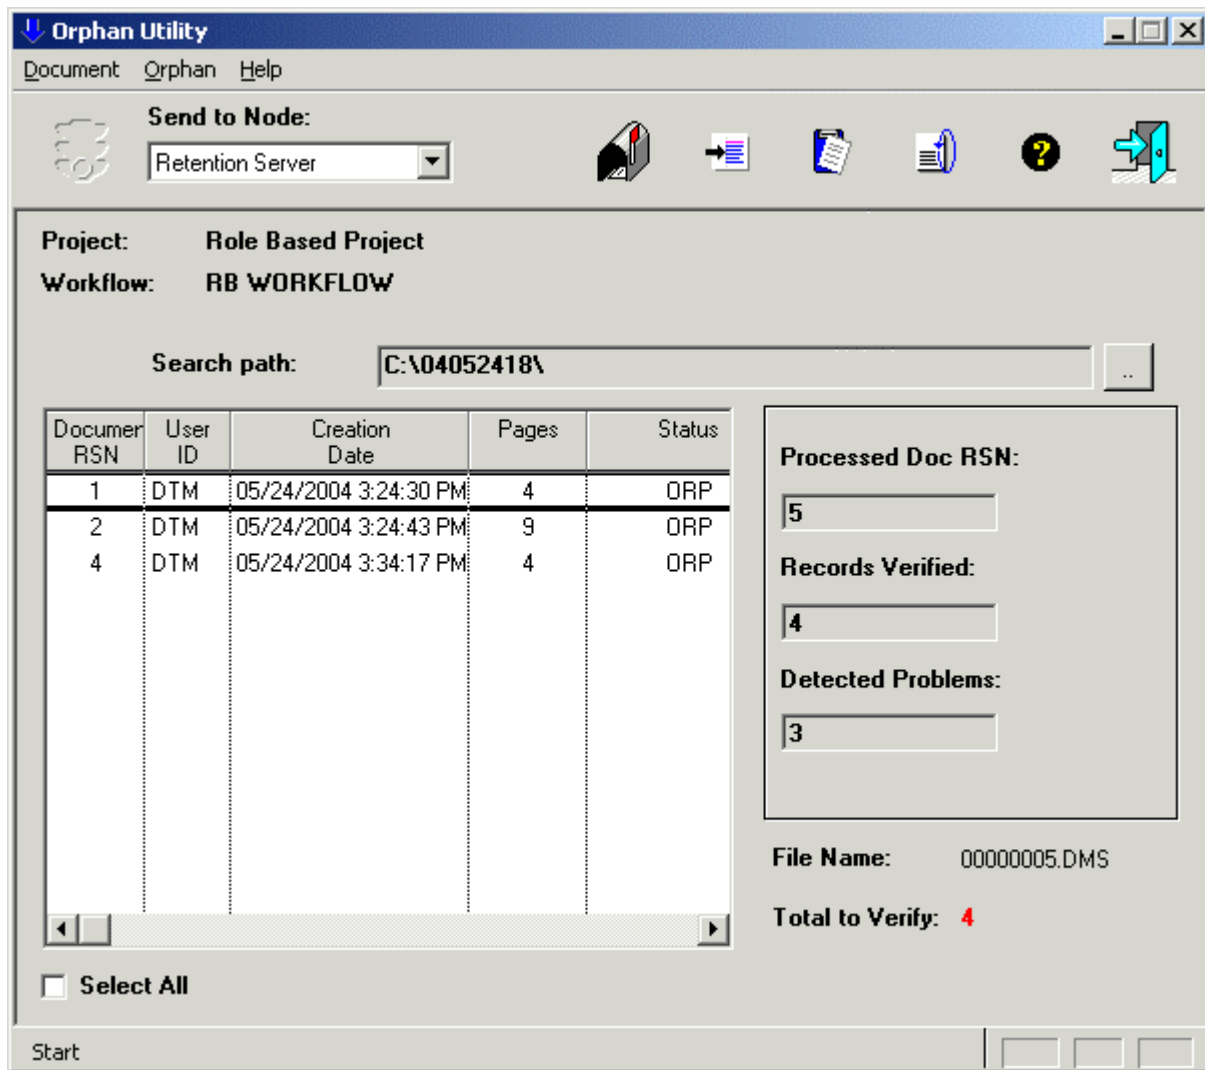 Orphan Utility
Document Orphan Help
Send to Node:
Retention Server
?
Project: Role Based Project
Workflow: RB WORKFLOW
Search path: C:\04052418\ ..
Documer User Creation Pages Status
RSN ID Date
1 DTM 05/24/2004 3:24:30 PM 4 ORP
2 DTM 05/24/2004 3:24:43 PM 9 ORP
4 DTM 05/24/2004 3:34:17 PM 4 ORP
Processed Doc RSN:
5
Records Verified:
4
Detected Problems:
3
File Name: 00000005.DMS
Total to Verify: 4
Select All
Start